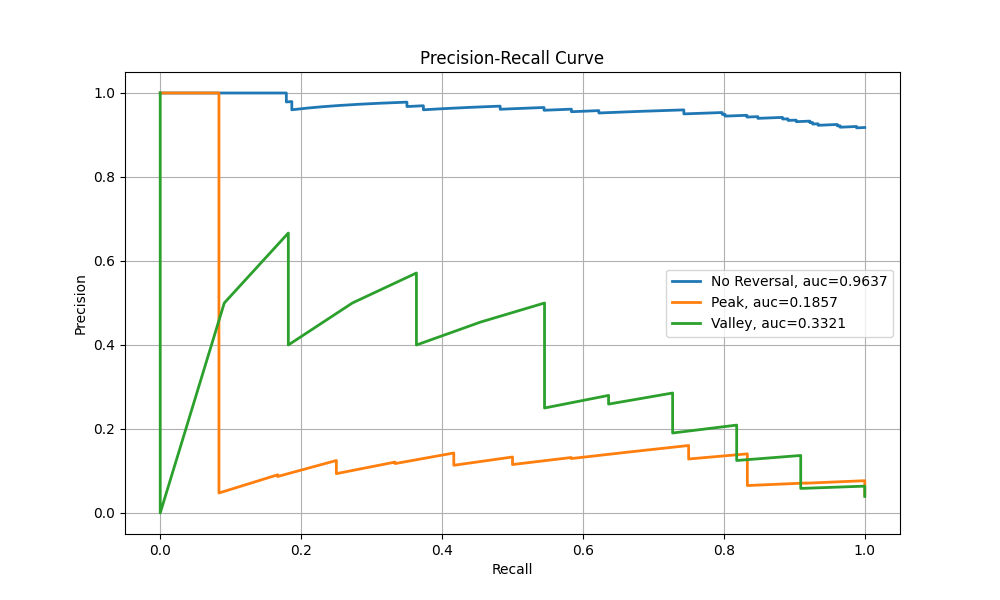 Precision-Recall Curve
1.0
0.8
0.6
0.4
0.2
0.0
Precision
No Reversal, auc=0.9637
Peak, auc=0.1857
Valley, auc=0.3321
0.0 0.2 0.4 0.6 0.8 1.0
Recall